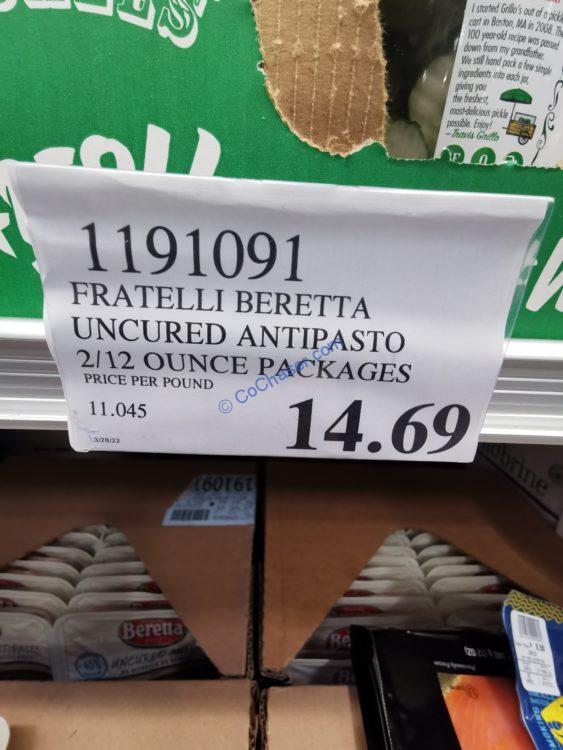 I started Grillo's out of a pickle
cart in Boston, MA in 2008. The
100 year-old recipe was passed
down from my grandfather.
We still hand pack a few simple
ingredients into each jar,
giving you
the freshest,
most-delicious pickle
possible. Enjoy!
-Travis Grillo
1191091
FRATELLI BERETTA
UNCURED ANTIPASTO
2/12 OUNCE PACKAGES
PRICE PER POUND
11.045
14.69
3/28/22
© CoChaser.com
1191091
Beretta
UNCURED